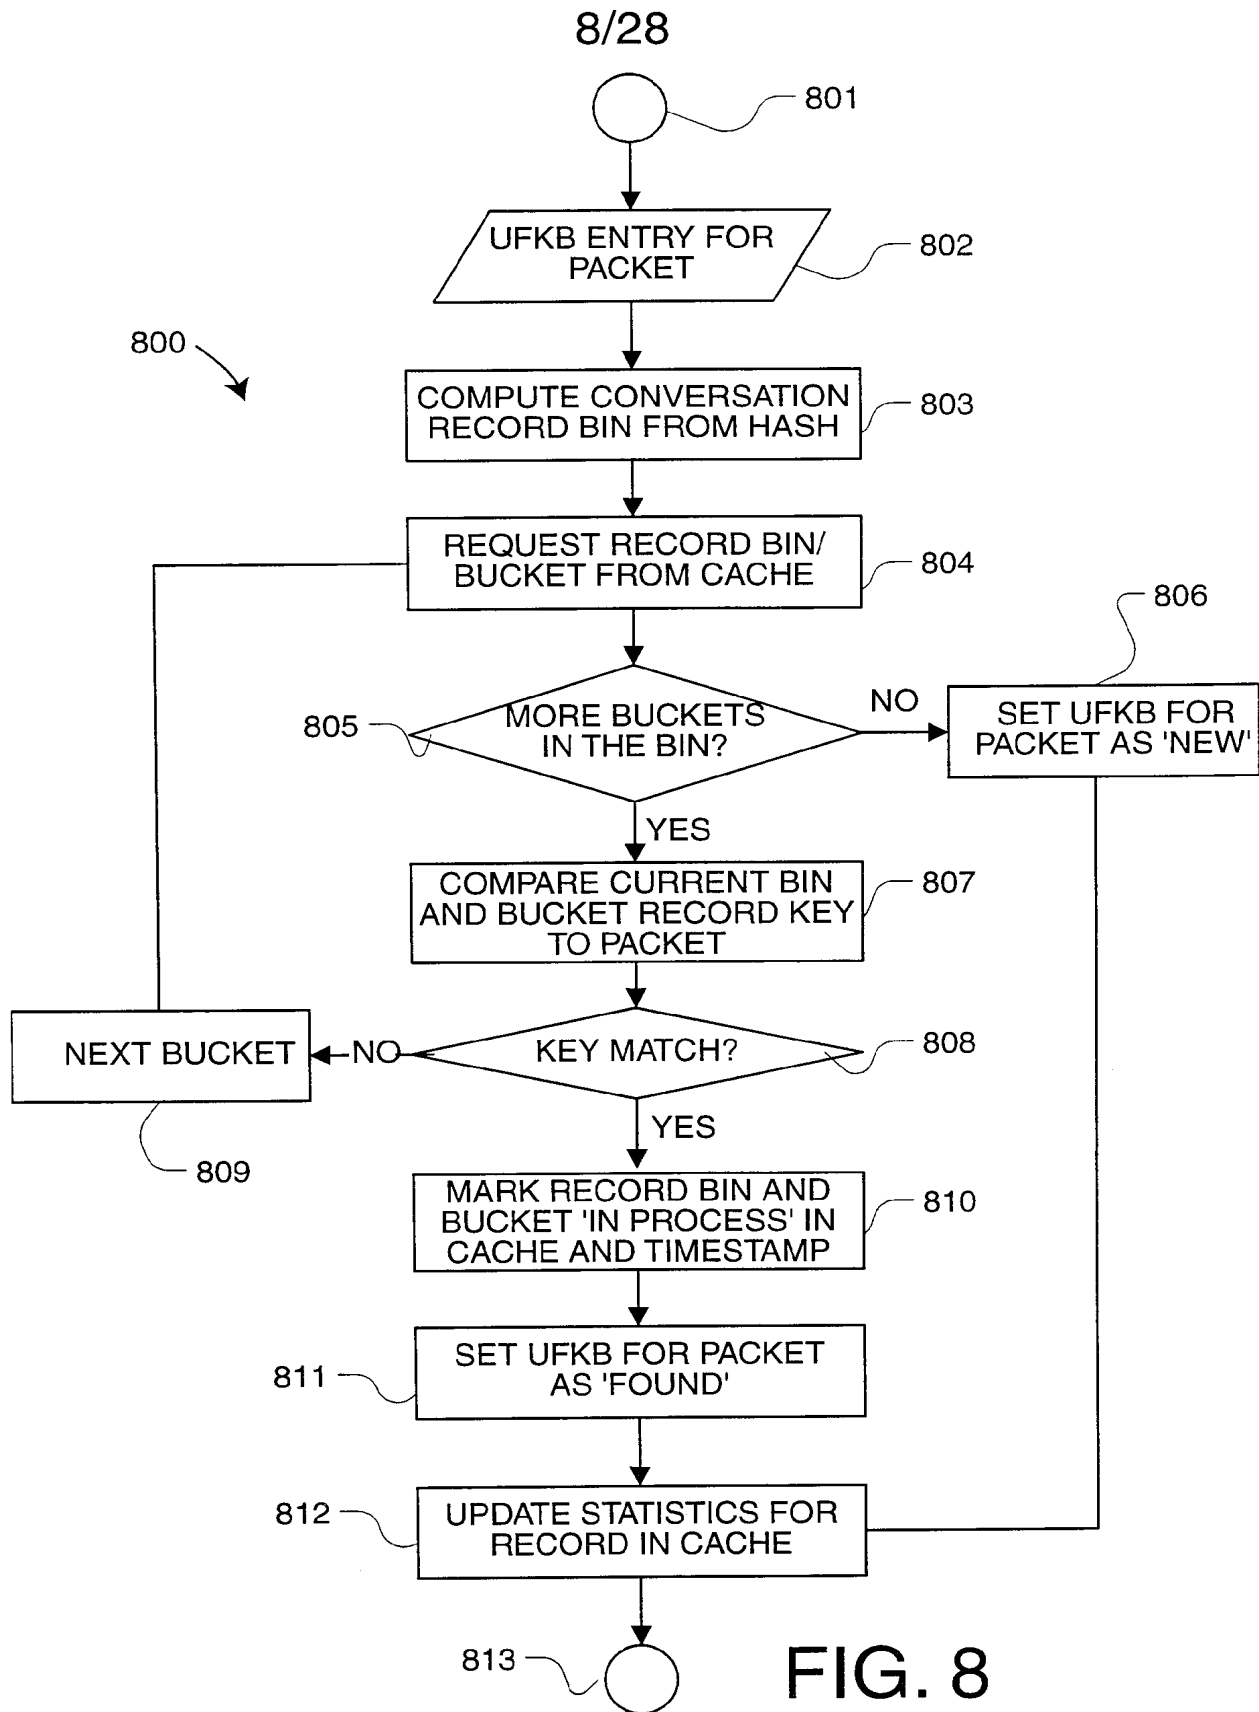 8/28
801
UFKB ENTRY FOR
PACKET
802
800
COMPUTE CONVERSATION
RECORD BIN FROM HASH
803
REQUEST RECORD BIN/
BUCKET FROM CACHE
804
806
805
MORE BUCKETS
IN THE BIN?
NO
SET UFKB FOR
PACKET AS 'NEW'
YES
COMPARE CURRENT BIN
AND BUCKET RECORD KEY
TO PACKET
807
NEXT BUCKET
NO
KEY MATCH?
808
809
YES
MARK RECORD BIN AND
BUCKET 'IN PROCESS' IN
CACHE AND TIMESTAMP
810
SET UFKB FOR PACKET
AS 'FOUND'
811
812
UPDATE STATISTICS FOR
RECORD IN CACHE
813
FIG. 8